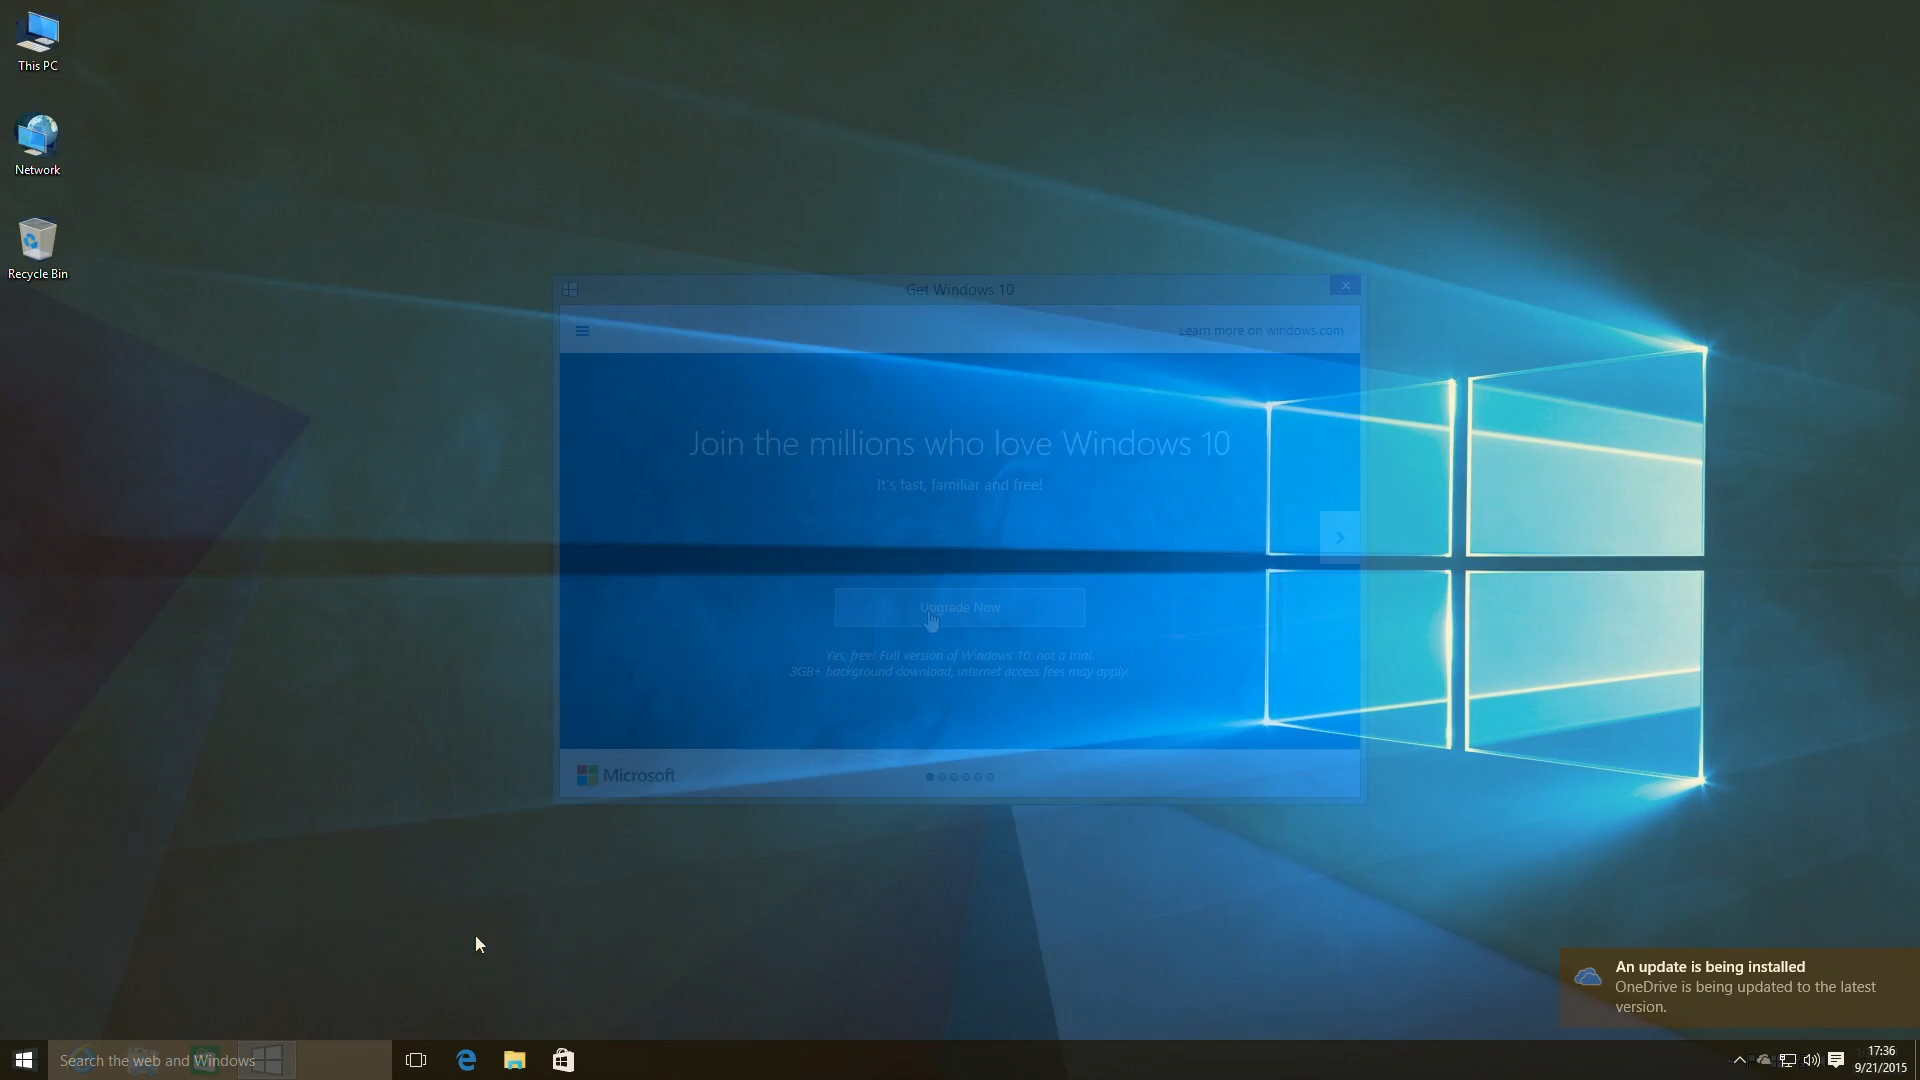 This PC
Network
Recycle Bin
Get Windows 10
Learn more on windows.com
Join the millions who love Windows 10
It's fast, familiar and free!
Upgrade Now
Yes, free! Full version of Windows 10, not a trial.
3GB+ background download, internet access fees may apply.
Microsoft
An update is being installed
OneDrive is being updated to the latest
version.
Search the web and Windows
17:36
9/21/2015